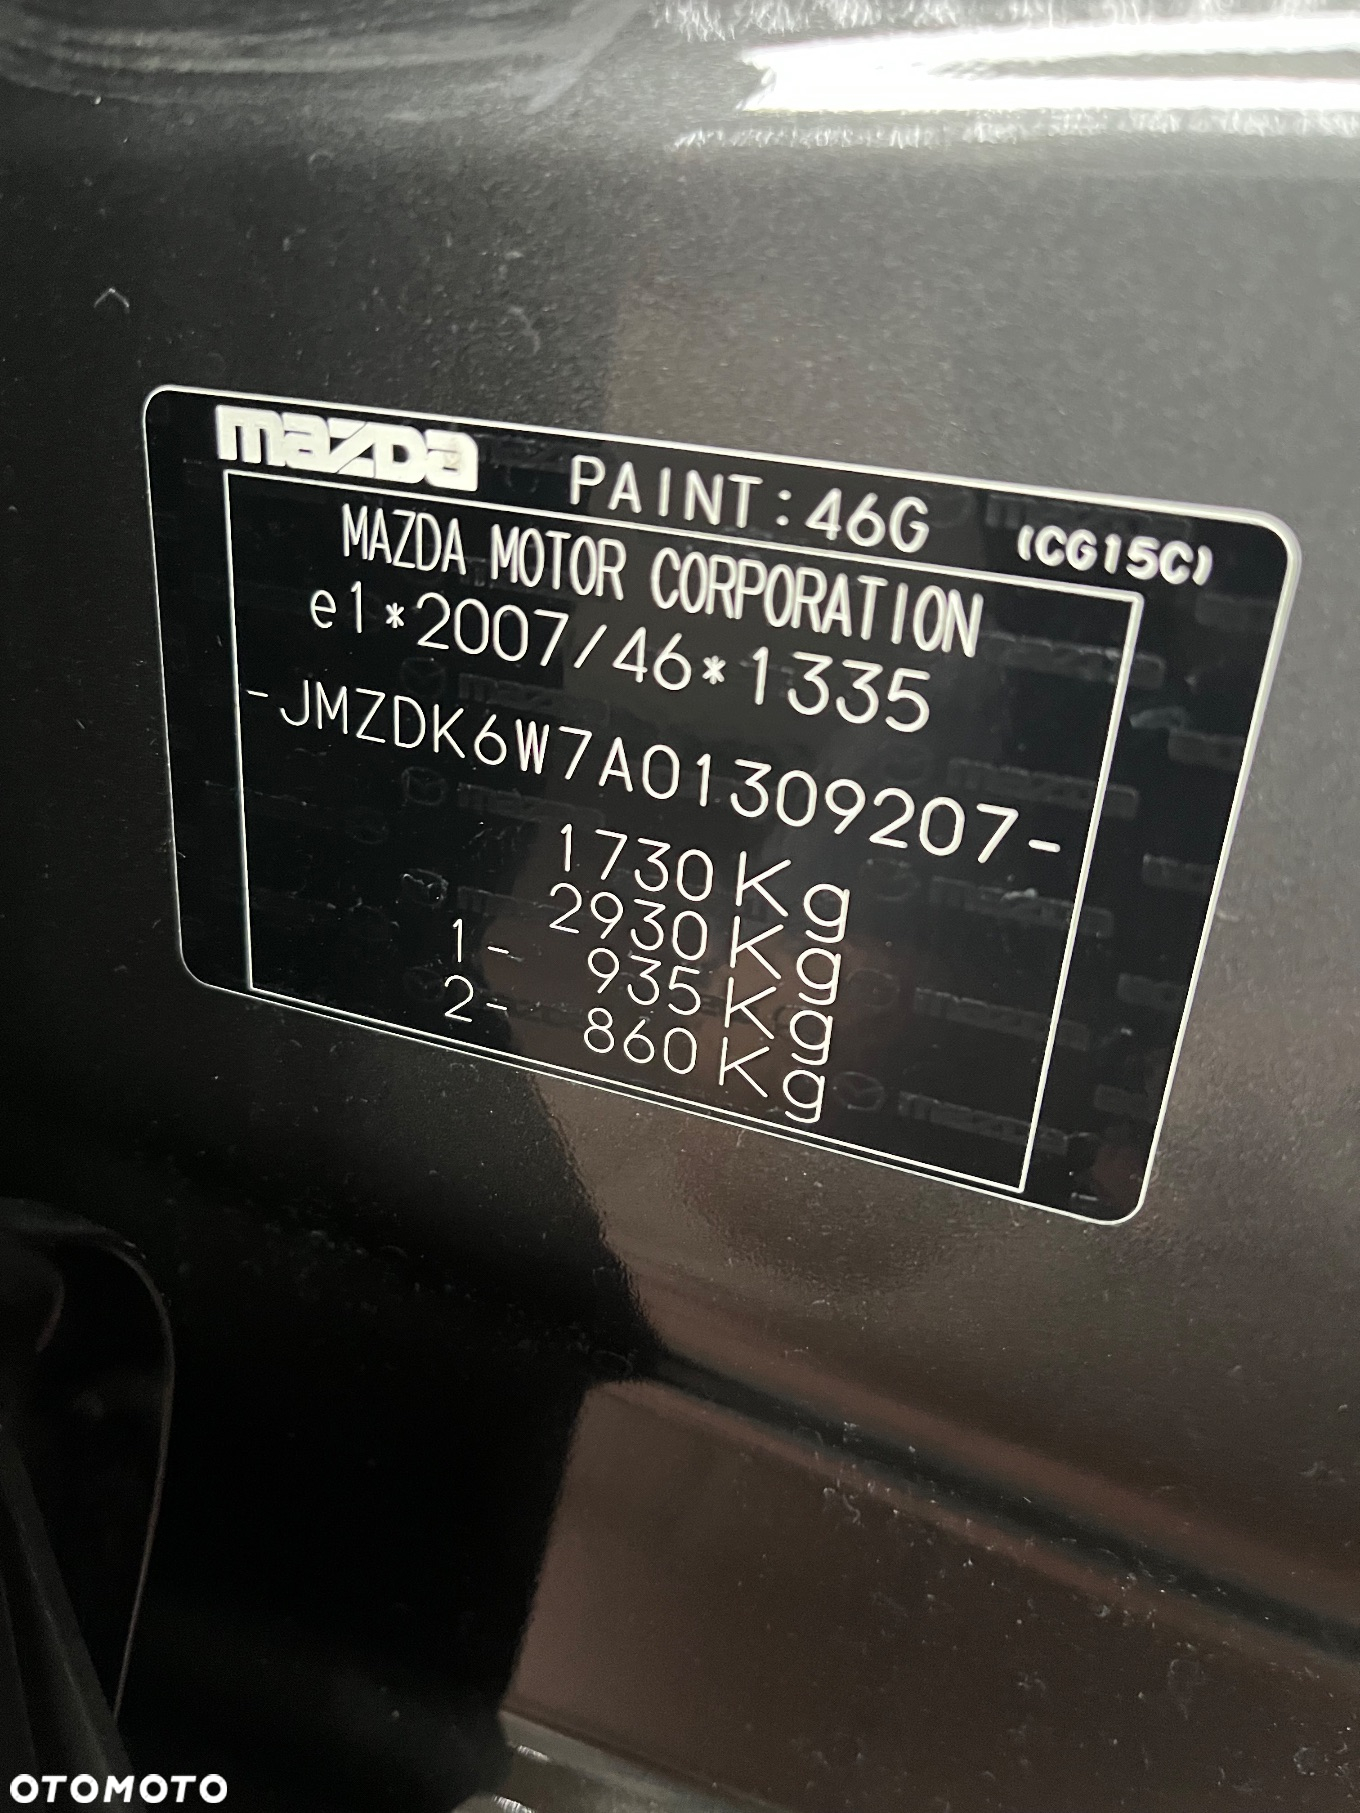 mazda PAINT:46G (CG15C)
MAZDA MOTOR CORPORATION
e1*2007/46*1335
-JMZDK6W7A01309207-
1730Kg
2930Kg
1- 935Kg
2- 860Kg
OTOMOTO